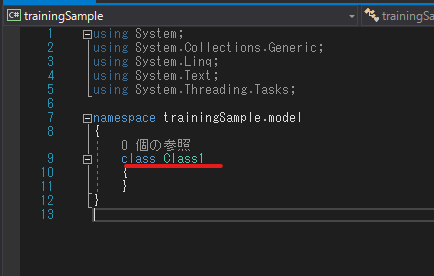 C# trainingSample
trainingS
1 using System;
2 using System.Collections.Generic;
3 using System.Linq;
4 using System.Text;
5 using System.Threading.Tasks;
6
7 namespace trainingSample.model
8 {
0 個の参照
9 class Class1
10 {
11 }
12 }
13